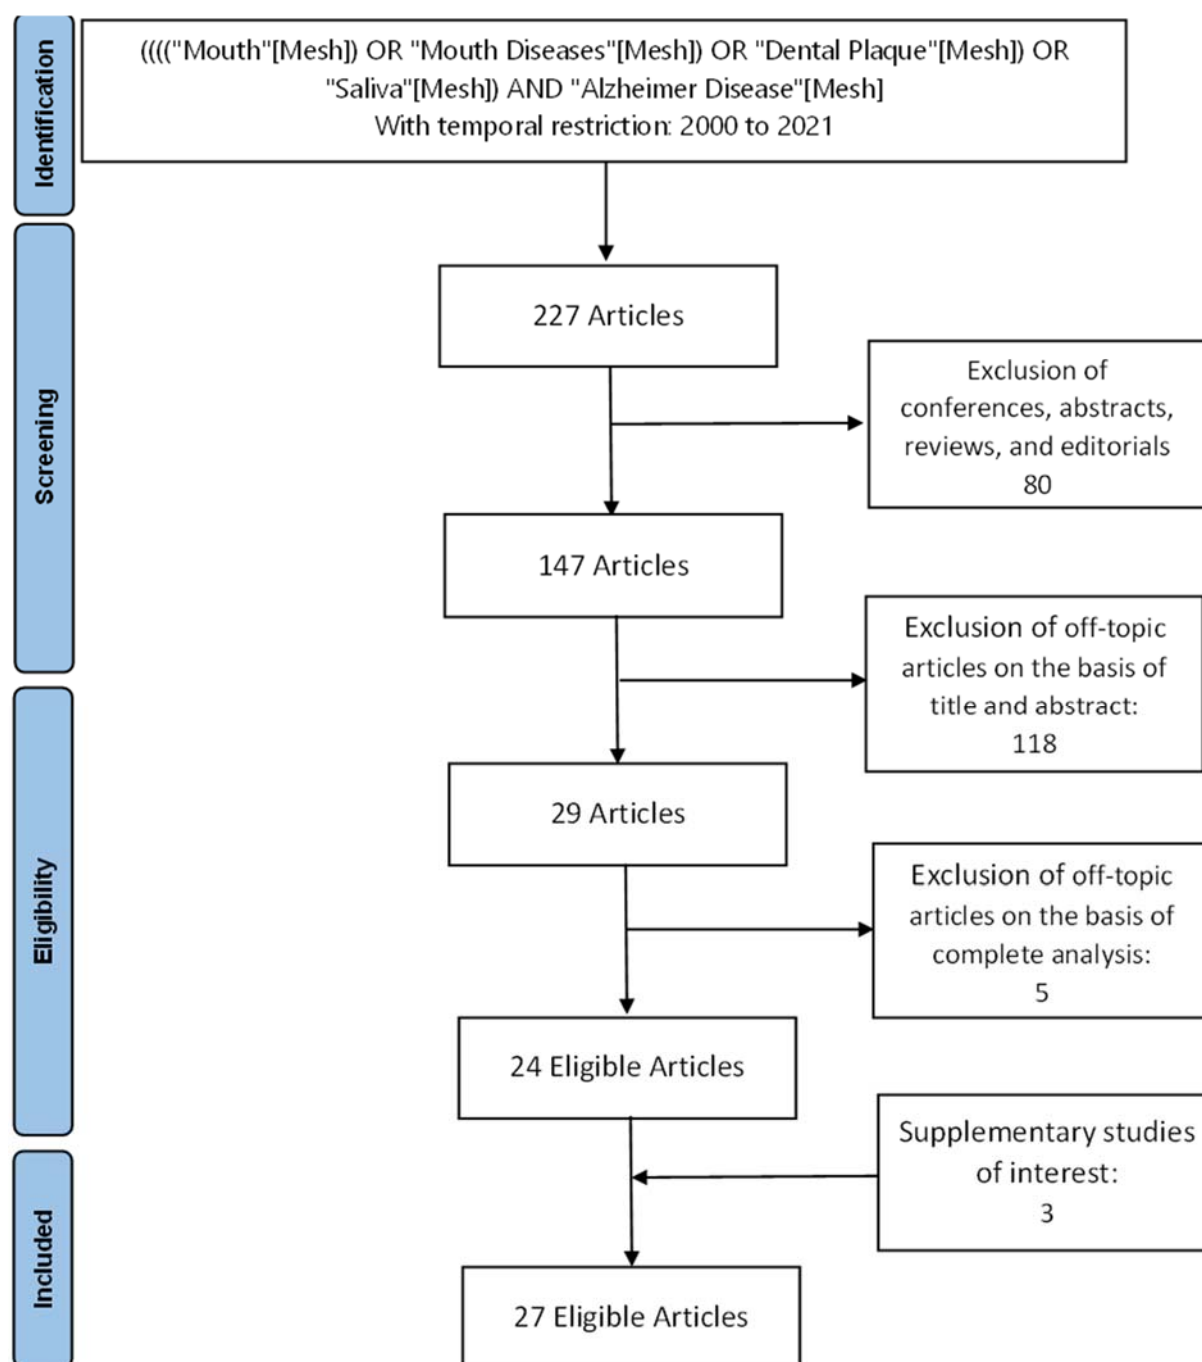 Identification
((((''Mouth''[Mesh]) OR ''Mouth Diseases''[Mesh]) OR ''Dental Plaque''[Mesh]) OR
''Saliva''[Mesh]) AND ''Alzheimer Disease''[Mesh]
With temporal restriction: 2000 to 2021
Screening
227 Articles
Exclusion of
conferences, abstracts,
reviews, and editorials
80
147 Articles
Exclusion of off-topic
articles on the basis of
title and abstract:
118
Eligibility
29 Articles
Exclusion of off-topic
articles on the basis of
complete analysis:
5
24 Eligible Articles
Included
Supplementary studies
of interest:
3
27 Eligible Articles